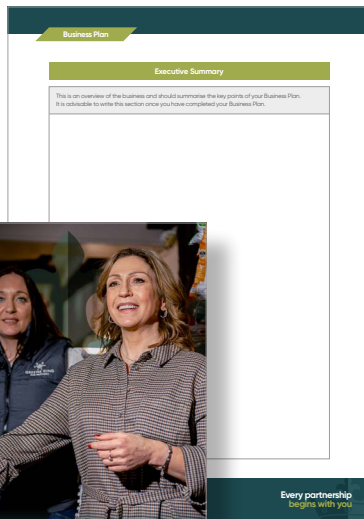 Business Plan
Executive Summary
This is an overview of the business and should summarise the key points of your Business Plan.
It is advisable to write this section once you have completed your Business Plan.
GREENE KING
Every partnership
begins with you